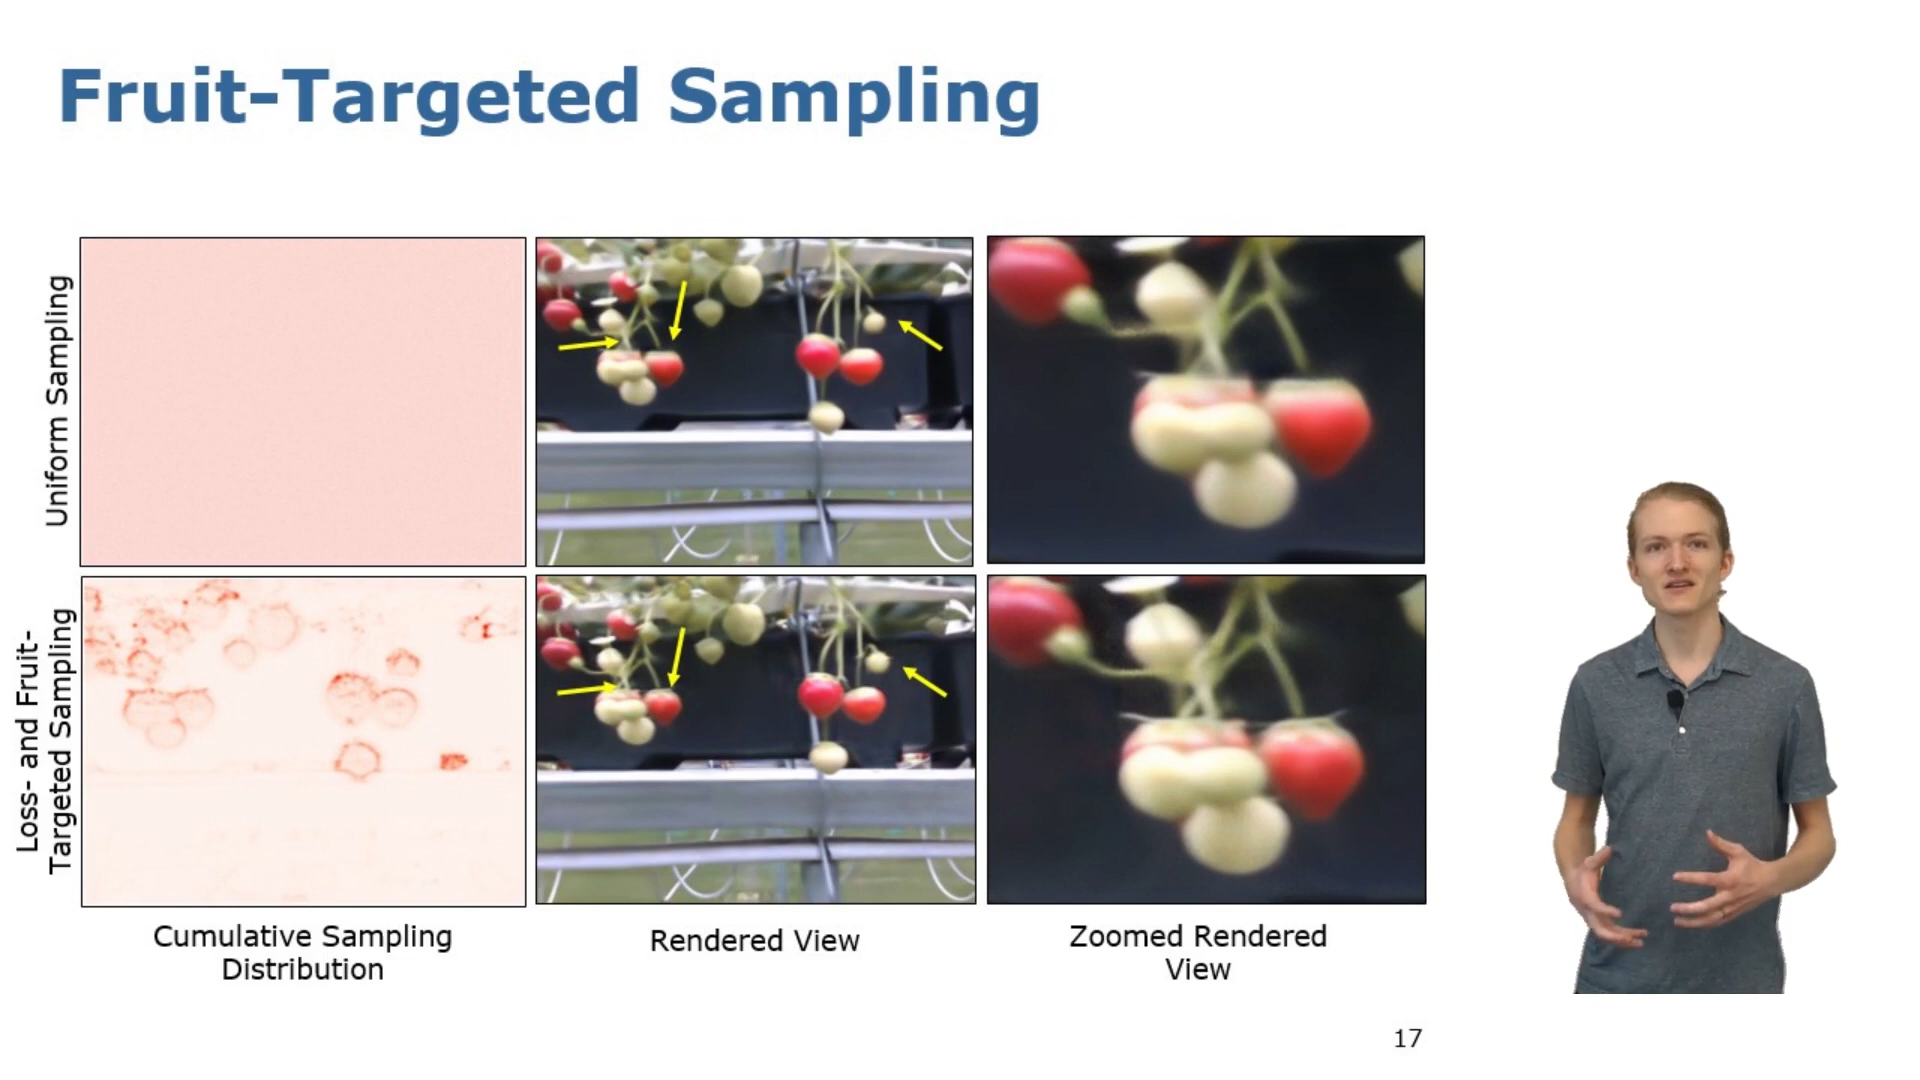 Fruit-Targeted Sampling
Uniform Sampling
Loss- and Fruit-
Targeted Sampling
Cumulative Sampling
Distribution
Rendered View
Zoomed Rendered
View
17